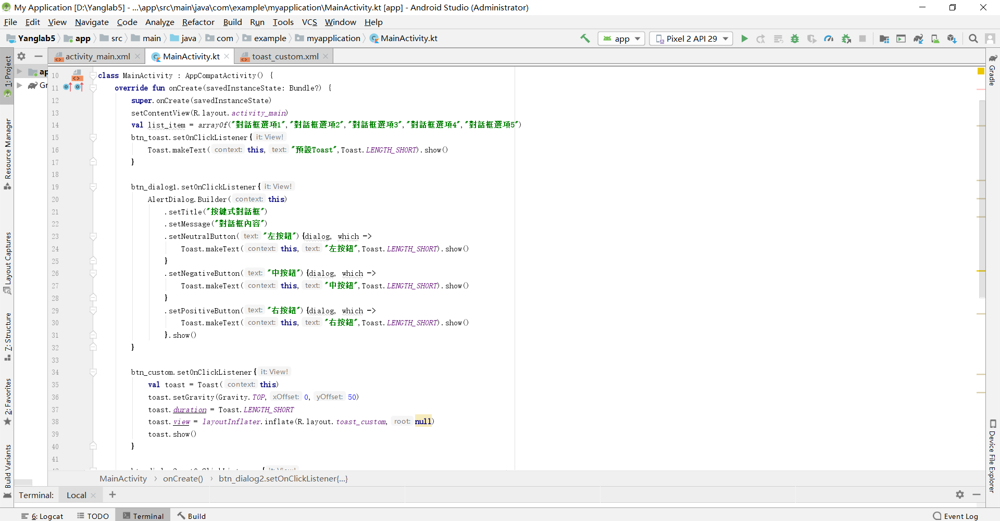 My Application [D:\Yanglab5] - ...\app\src\main\java\com\example\myapplication\MainActivity.kt [app] - Android Studio (Administrator)
File Edit View Navigate Code Analyze Refactor Build Run Tools VCS Window Help
Yanglab5 app src main java com example myapplication MainActivity.kt app Pixel 2 API 29
activity_main.xml MainActivity.kt toast_custom.xml
1: Project
Resource Manager
Layout Captures
7: Structure
2: Favorites
Build Variants
ap
Gr
10 class MainActivity : AppCompatActivity() {
11 override fun onCreate(savedInstanceState: Bundle?) {
12 super.onCreate(savedInstanceState)
13 setContentView(R.layout.activity_main)
14 val list_item = arrayOf("對話框選項1","對話框選項2","對話框選項3","對話框選項4","對話框選項5")
15 btn_toast.setOnClickListener{ it: View!
16 Toast.makeText( context: this, text: "預設Toast",Toast.LENGTH_SHORT).show()
17 }
18
19 btn_dialog1.setOnClickListener{ it: View!
20 AlertDialog.Builder( context: this)
21 .setTitle("按鍵式對話框")
22 .setMessage("對話框內容")
23 .setNeutralButton( text: "左按鈕"){dialog, which ->
24 Toast.makeText( context: this, text: "左按鈕",Toast.LENGTH_SHORT).show()
25 }
26 .setNegativeButton( text: "中按鈕"){dialog, which ->
27 Toast.makeText( context: this, text: "中按鈕",Toast.LENGTH_SHORT).show()
28 }
29 .setPositiveButton( text: "右按鈕"){dialog, which ->
30 Toast.makeText( context: this, text: "右按鈕",Toast.LENGTH_SHORT).show()
31 }.show()
32 }
33
34 btn_custom.setOnClickListener{ it: View!
35 val toast = Toast( context: this)
36 toast.setGravity(Gravity.TOP, xOffset: 0, yOffset: 50)
37 toast.duration = Toast.LENGTH_SHORT
38 toast.view = layoutInflater.inflate(R.layout.toast_custom, root: null)
39 toast.show()
40 }
41
MainActivity onCreate() btn_dialog2.setOnClickListener{...}
Terminal: Local
6: Logcat TODO Terminal Build Event Log
Gradle
Device File Explorer